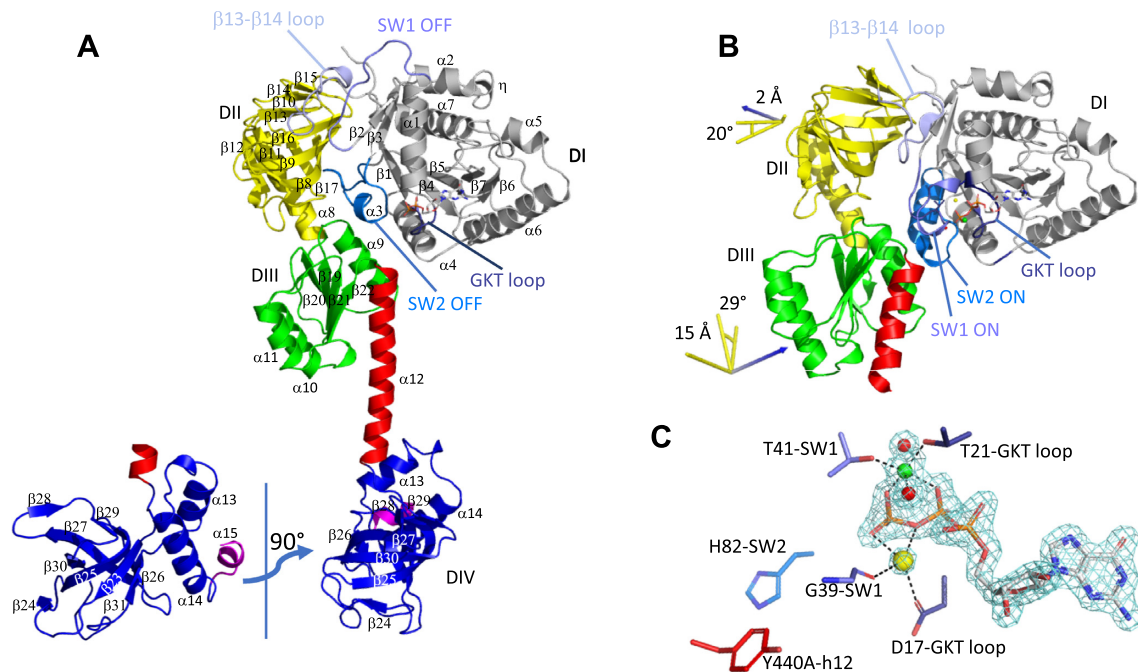 A
β13-β14 loop
SW1 OFF
α2
η
β15
β14
β10
β13
DII
β16
β12
β11
β9
β8
β17
α7
α1
α5
β2
β3
DI
β1
β5
β4
β7
β6
α3
α6
α8
α9
α4
GKT loop
DIII
β19
β20
β21
β22
SW2 OFF
α11
α10
α12
α13
β28
β29
α14
β26
β27
β30
β25
DIV
β24
90°
β28
β29
β27
α13
α15
β30
β25
β23
β26
α14
β24
β31
B
β13-β14 loop
2 Å
20°
DII
DI
DIII
GKT loop
SW2 ON
SW1 ON
29°
15 Å
C
T41-SW1
T21-GKT loop
H82-SW2
G39-SW1
D17-GKT loop
Y440A-h12